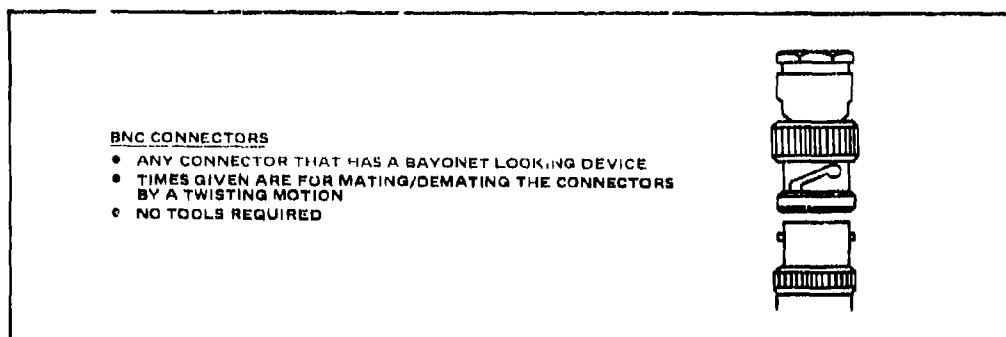 BNC CONNECTORS
• ANY CONNECTOR THAT HAS A BAYONET LOOKING DEVICE
• TIMES GIVEN ARE FOR MATING/DEMATING THE CONNECTORS
BY A TWISTING MOTION
• NO TOOLS REQUIRED